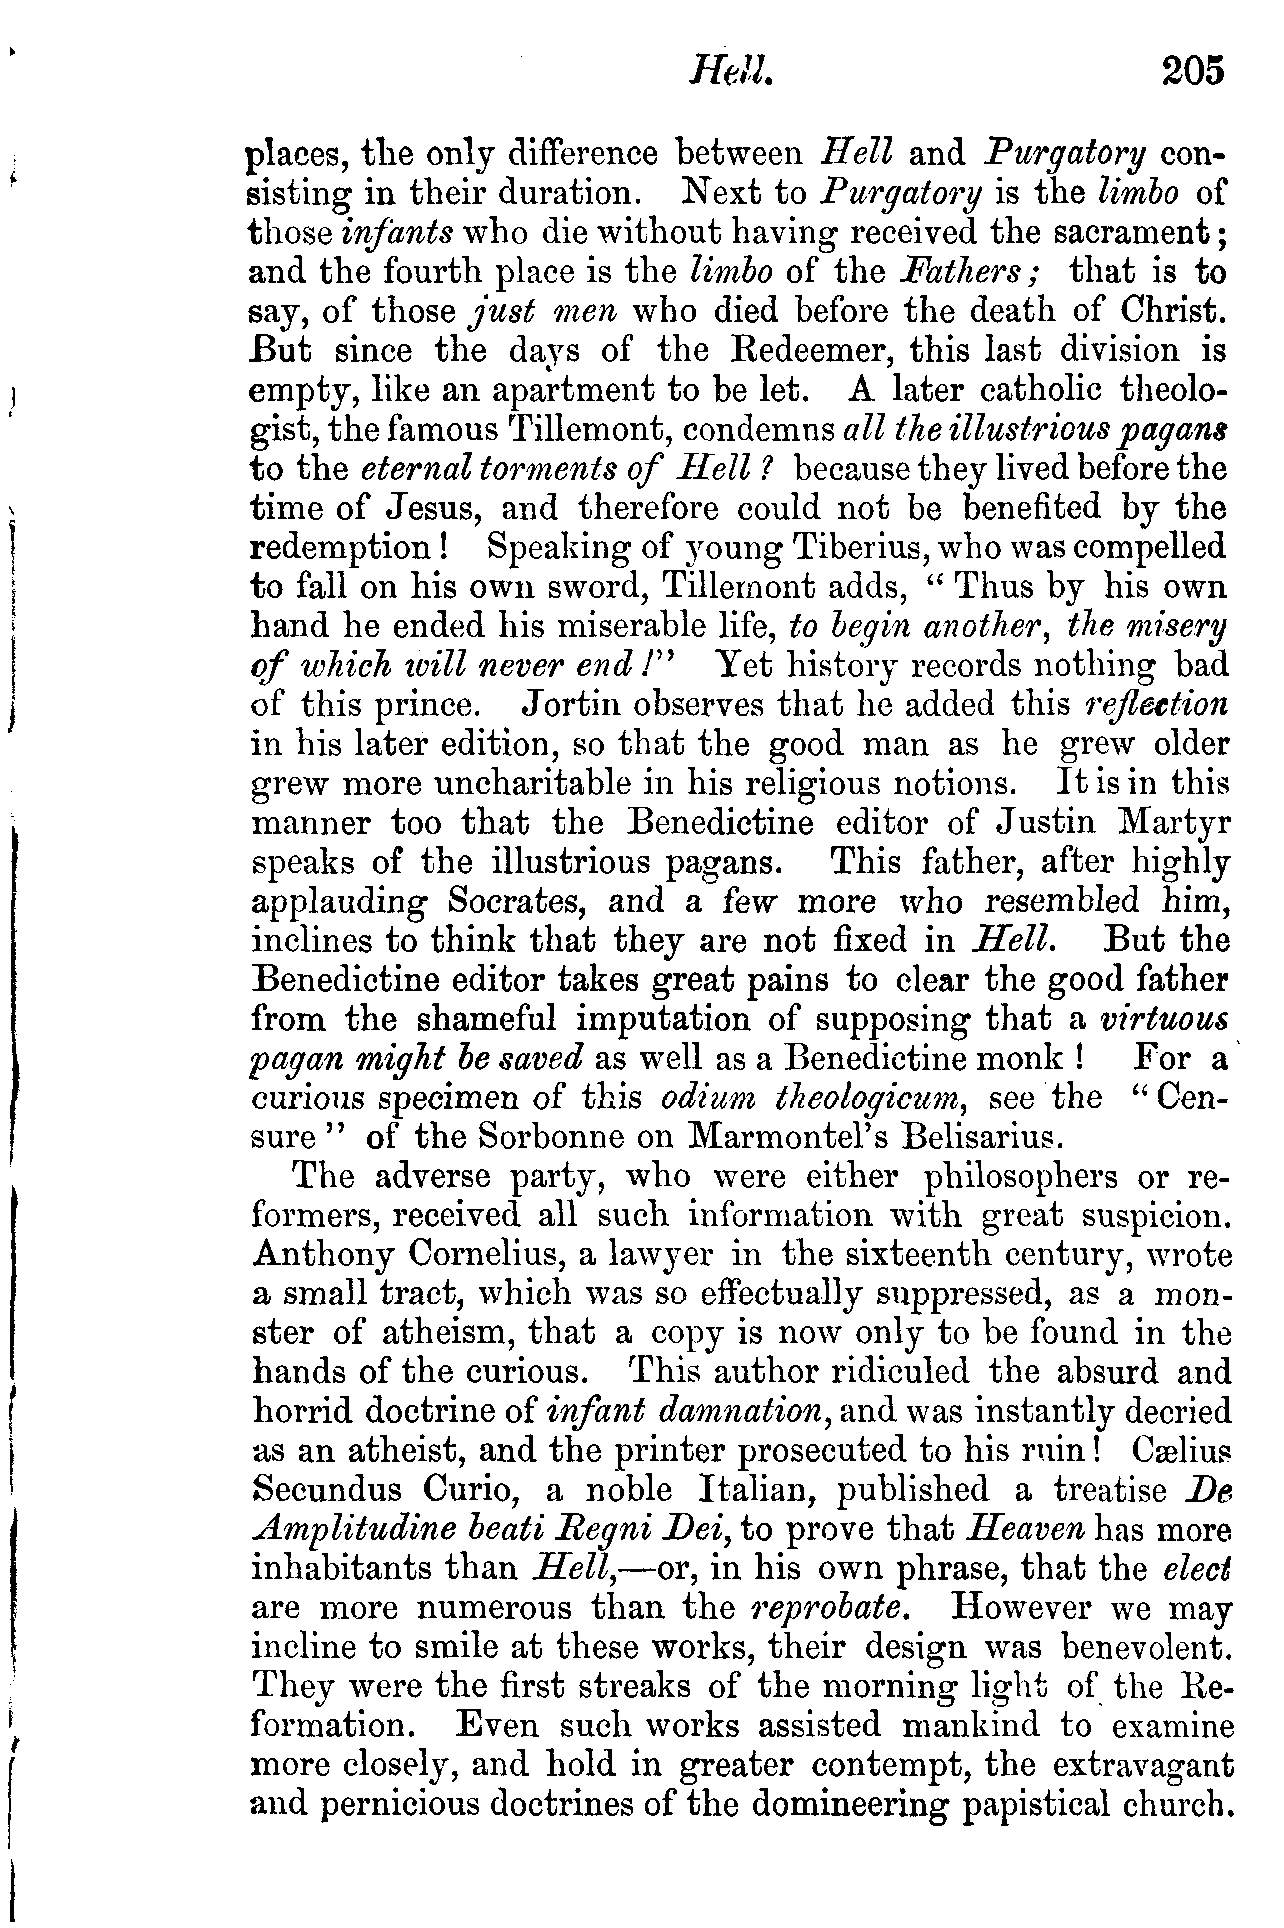 Hell. 205
places, the only difference between Hell and Purgatory con-
sisting in their duration. Next to Purgatory is the limbo of
those infants who die without having received the sacrament;
and the fourth place is the limbo of the Fathers; that is to
say, of those just men who died before the death of Christ.
But since the days of the Redeemer, this last division is
empty, like an apartment to be let. A later catholic theolo-
gist, the famous Tillemont, condemns all the illustrious pagans
to the eternal torments of Hell? because they lived before the
time of Jesus, and therefore could not be benefited by the
redemption! Speaking of young Tiberius, who was compelled
to fall on his own sword, Tillemont adds, “Thus by his own
hand he ended his miserable life, to begin another, the misery
of which will never end!” Yet history records nothing bad
of this prince. Jortin observes that he added this reflection
in his later edition, so that the good man as he grew older
grew more uncharitable in his religious notions. It is in this
manner too that the Benedictine editor of Justin Martyr
speaks of the illustrious pagans. This father, after highly
applauding Socrates, and a few more who resembled him,
inclines to think that they are not fixed in Hell. But the
Benedictine editor takes great pains to clear the good father
from the shameful imputation of supposing that a virtuous
pagan might be saved as well as a Benedictine monk! For a
curious specimen of this odium theologicum, see the “Cen-
sure” of the Sorbonne on Marmontel’s Belisarius.
The adverse party, who were either philosophers or re-
formers, received all such information with great suspicion.
Anthony Cornelius, a lawyer in the sixteenth century, wrote
a small tract, which was so effectually suppressed, as a mon-
ster of atheism, that a copy is now only to be found in the
hands of the curious. This author ridiculed the absurd and
horrid doctrine of infant damnation, and was instantly decried
as an atheist, and the printer prosecuted to his ruin! Cælius
Secundus Curio, a noble Italian, published a treatise De
Amplitudine beati Regni Dei, to prove that Heaven has more
inhabitants than Hell,—or, in his own phrase, that the elect
are more numerous than the reprobate. However we may
incline to smile at these works, their design was benevolent.
They were the first streaks of the morning light of the Re-
formation. Even such works assisted mankind to examine
more closely, and hold in greater contempt, the extravagant
and pernicious doctrines of the domineering papistical church.